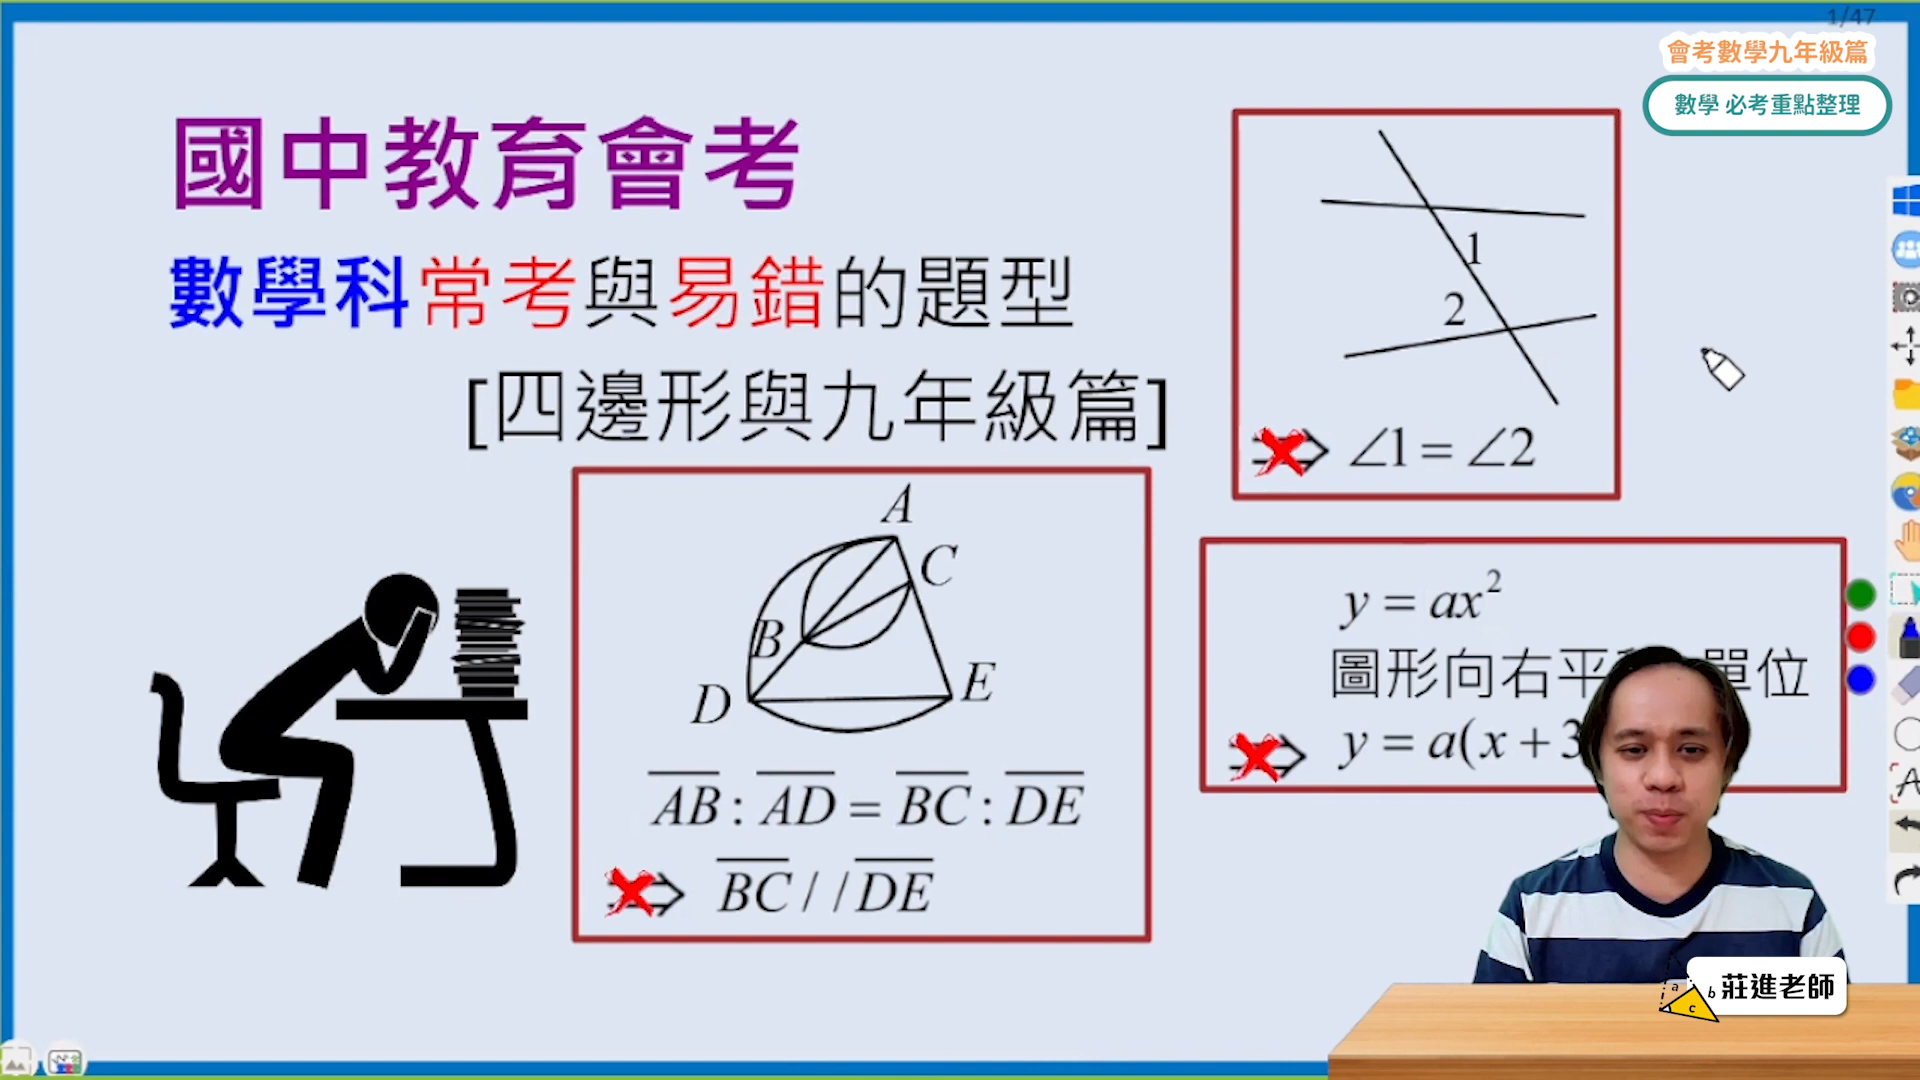 1/47
會考數學九年級篇
數學 必考重點整理
國中教育會考
數學科常考與易錯的題型
[四邊形與九年級篇]
1
2
∠1 = ∠2
A
C
B
D
E
AB : AD = BC : DE
BC // DE
y = ax²
圖形向右平 單位
y = a(x + 3
莊進老師
a
b
c